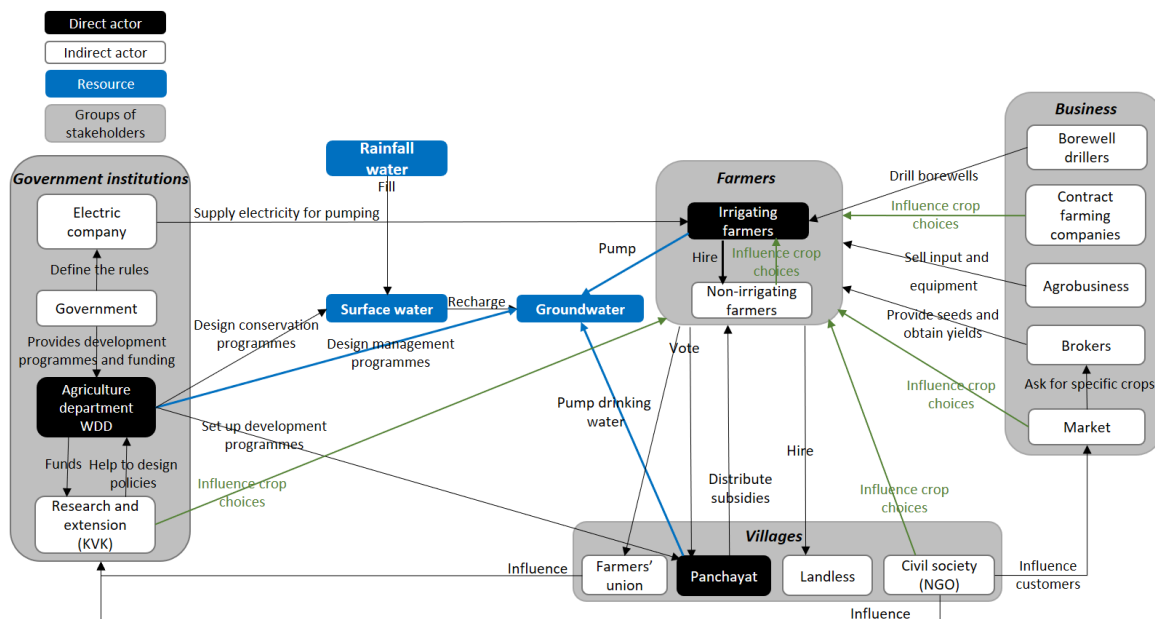 Direct actor
Indirect actor
Resource
Groups of
stakeholders
Government institutions
Electric
company
Define the rules
Government
Provides development
programmes and funding
Agriculture
department
WDD
Funds
Help to design
policies
Research and
extension
(KVK)
Rainfall
water
Fill
Supply electricity for pumping
Surface water
Recharge
Groundwater
Design conservation
programmes
Design management
programmes
Set up development
programmes
Influence crop
choices
Pump
Pump drinking
water
Farmers
Irrigating
farmers
Hire
Influence crop
choices
Non-irrigating
farmers
Vote
Distribute
subsidies
Hire
Influence crop
choices
Business
Borewell
drillers
Drill borewells
Contract
farming
companies
Influence crop
choices
Sell input and
equipment
Agrobusiness
Provide seeds and
obtain yields
Brokers
Ask for specific crops
Influence crop
choices
Market
Villages
Influence
Farmers'
union
Panchayat
Landless
Civil society
(NGO)
Influence
customers
Influence